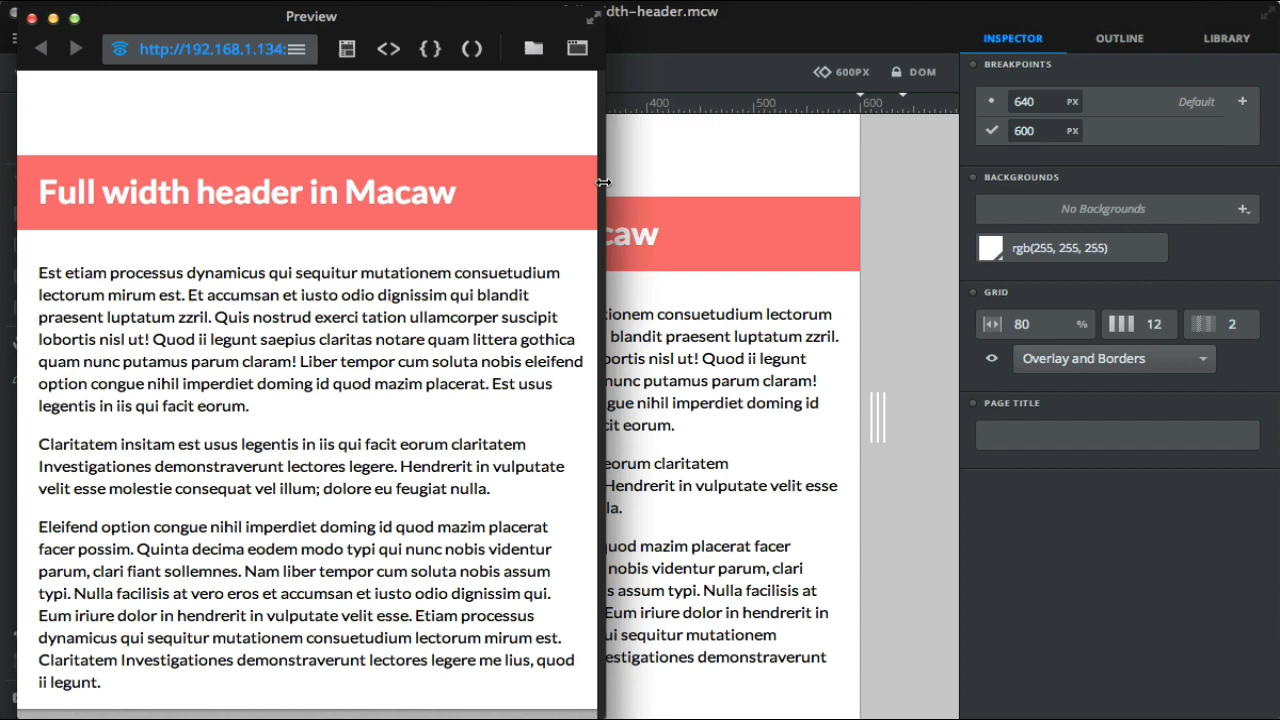 Preview
http://192.168.1.134:
Full width header in Macaw
Est etiam processus dynamicus qui sequitur mutationem consuetudium
lectorum mirum est. Et accumsan et iusto odio dignissim qui blandit
praesent luptatum zzril. Quis nostrud exerci tation ullamcorper suscipit
lobortis nisl ut! Quod ii legunt saepius claritas notare quam littera gothica
quam nunc putamus parum claram! Liber tempor cum soluta nobis eleifend
option congue nihil imperdiet doming id quod mazim placerat. Est usus
legentis in iis qui facit eorum.
Claritatem insitam est usus legentis in iis qui facit eorum claritatem
Investigationes demonstraverunt lectores legere. Hendrerit in vulputate
velit esse molestie consequat vel illum; dolore eu feugiat nulla.
Eleifend option congue nihil imperdiet doming id quod mazim placerat
facer possim. Quinta decima eodem modo typi qui nunc nobis videntur
parum, clari fiant sollemnes. Nam liber tempor cum soluta nobis assum
typi. Nulla facilisis at vero eros et accumsan et iusto odio dignissim qui.
Eum iriure dolor in hendrerit in vulputate velit esse. Etiam processus
dynamicus qui sequitur mutationem consuetudium lectorum mirum est.
Claritatem Investigationes demonstraverunt lectores legere me lius, quod
ii legunt.
dth-header.mcw
600PX
DOM
400
500
600
caw
tionem consuetudium lectorum
blandit praesent luptatum zzril.
bortis nisl ut! Quod ii legunt
nunc putamus parum claram!
gue nihil imperdiet doming id
cit eorum.
eorum claritatem
Hendrerit in vulputate velit esse
la.
quod mazim placerat facer
nobis videntur parum, clari
s assum typi. Nulla facilisis at
Eum iriure dolor in hendrerit in
ui sequitur mutationem
estigationes demonstraverunt
INSPECTOR
OUTLINE
LIBRARY
BREAKPOINTS
640 PX Default
600 PX
BACKGROUNDS
No Backgrounds
rgb(255, 255, 255)
GRID
80 % 12 2
Overlay and Borders
PAGE TITLE